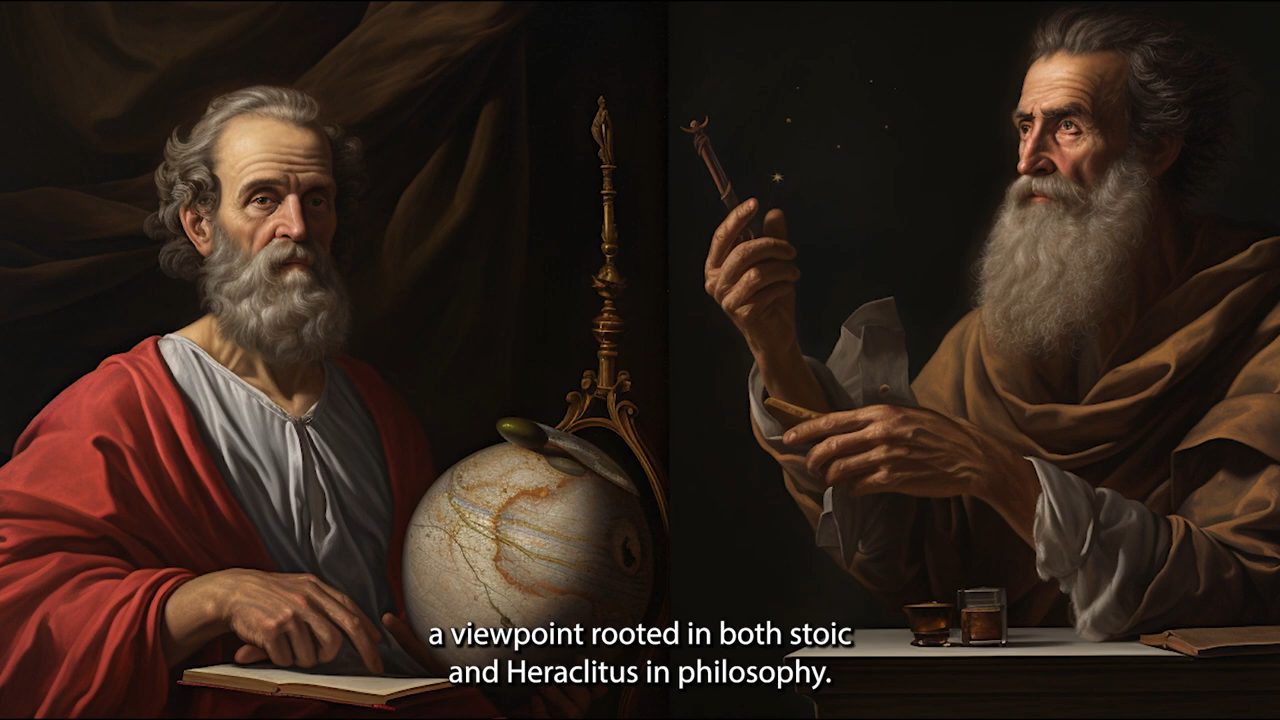 a viewpoint rooted in both stoic
and Heraclitus in philosophy.